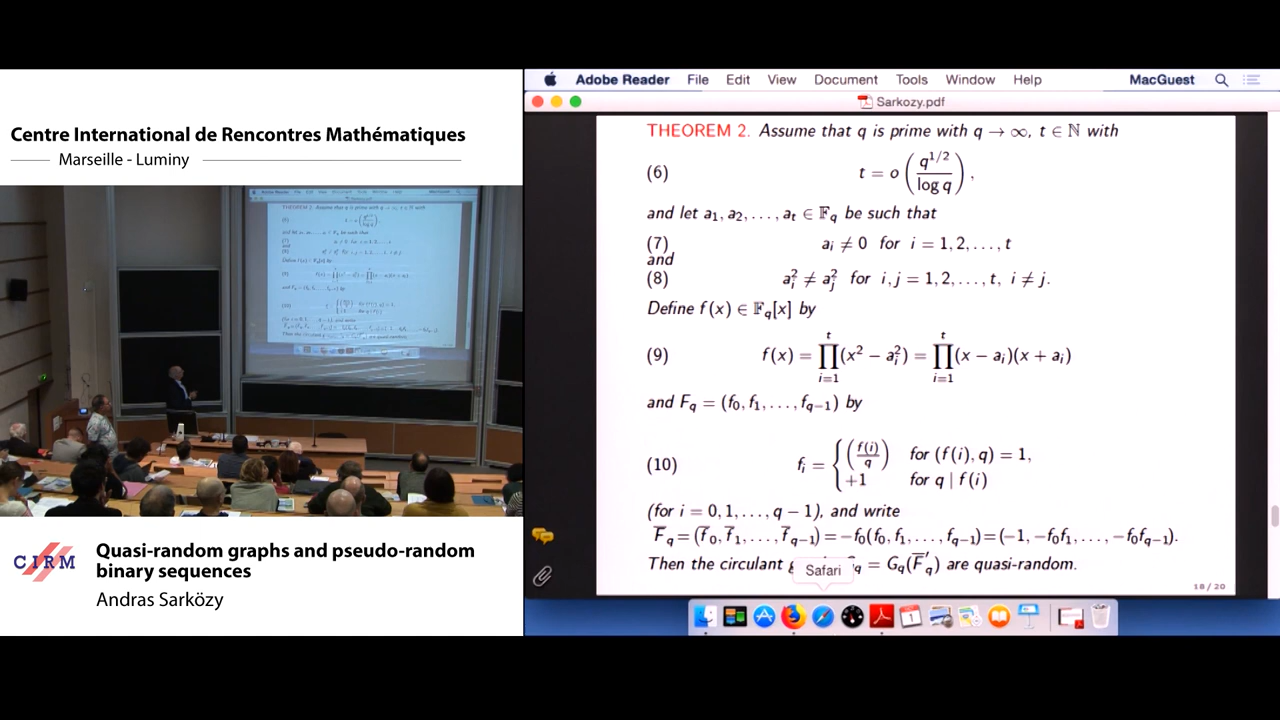 Centre International de Rencontres Mathématiques
Marseille - Luminy
CIRM
Quasi-random graphs and pseudo-random
binary sequences
Andras Sarközy
Adobe Reader File Edit View Document Tools Window Help MacGuest
Sarkozy.pdf
THEOREM 2. Assume that q is prime with q → ∞, t ∈ ℕ with
(6) t = o(q^{1/2} / log q),
and let a₁, a₂, . . . , aₜ ∈ 𝔽_q be such that
(7) aᵢ ≠ 0 for i = 1, 2, . . . , t
and
(8) aᵢ² ≠ aⱼ² for i, j = 1, 2, . . . , t, i ≠ j.
Define f(x) ∈ 𝔽_q[x] by
(9) f(x) = ∏_{i=1}^{t} (x² − aᵢ²) = ∏_{i=1}^{t} (x − aᵢ)(x + aᵢ)
and F_q = (f₀, f₁, . . . , f_{q−1}) by
(10) fᵢ = { (f(i)/q) for (f(i), q) = 1,
+1 for q | f(i)
(for i = 0, 1, . . . , q − 1), and write
F̅_q = (f̅₀, f̅₁, . . . , f̅_{q−1}) = −f₀(f₀, f₁, . . . , f_{q−1}) = (−1, −f₀f₁, . . . , −f₀f_{q−1}).
Then the circulant = G_q(F̅′_q) are quasi-random.
Safari
18 / 20